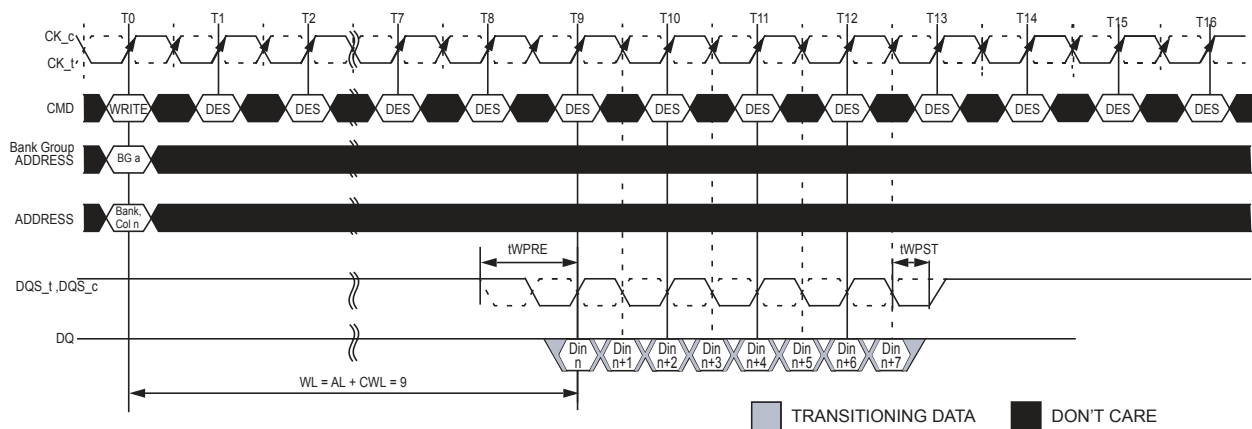 T0 T1 T2 T7 T8 T9 T10 T11 T12 T13 T14 T15 T16
CK_c
CK_t
CMD WRITE DES DES DES DES DES DES DES DES DES DES DES DES
Bank Group
ADDRESS BG a
ADDRESS Bank,
Col n
tWPRE tWPST
DQS_t ,DQS_c
DQ Din n Din n+1 Din n+2 Din n+3 Din n+4 Din n+5 Din n+6 Din n+7
WL = AL + CWL = 9
TRANSITIONING DATA DON'T CARE